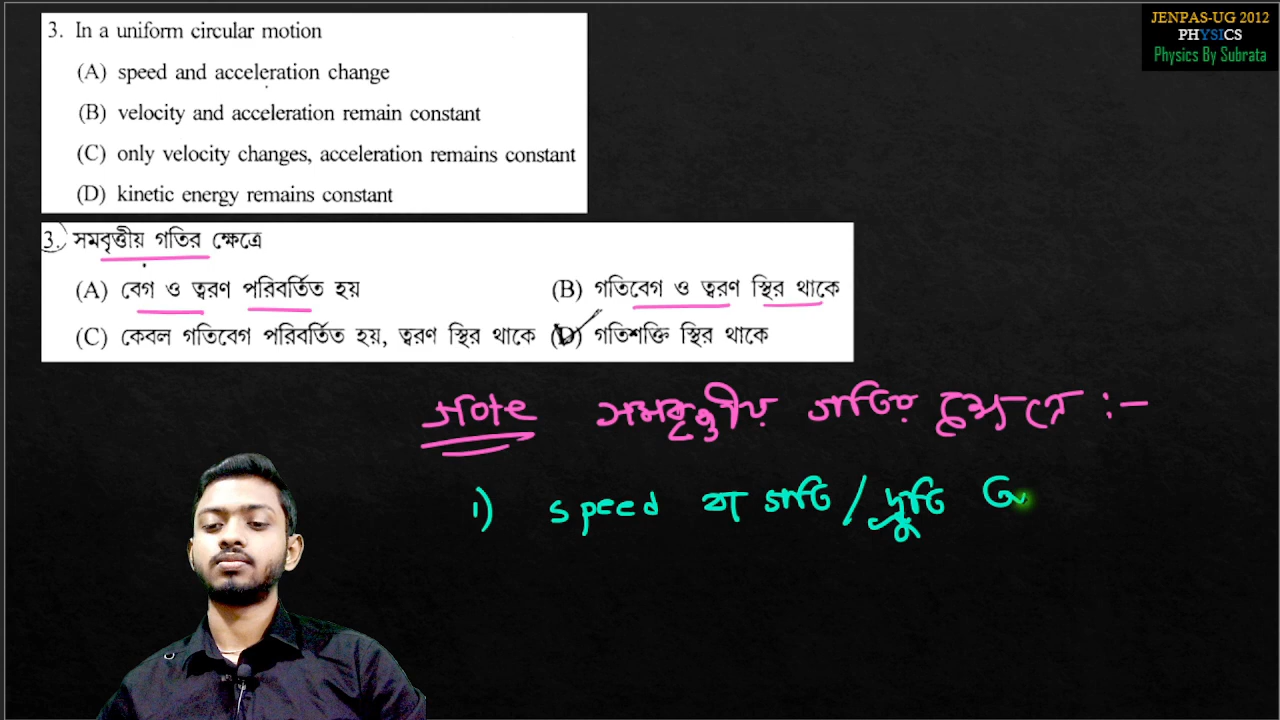 JENPAS-UG 2012
PHYSICS
Physics By Subrata
3. In a uniform circular motion
(A) speed and acceleration change
(B) velocity and acceleration remain constant
(C) only velocity changes, acceleration remains constant
(D) kinetic energy remains constant
3. সমবৃত্তীয় গতির ক্ষেত্রে
(A) বেগ ও ত্বরণ পরিবর্তিত হয় (B) গতিবেগ ও ত্বরণ স্থির থাকে
(C) কেবল গতিবেগ পরিবর্তিত হয়, ত্বরণ স্থির থাকে (D) গতিশক্তি স্থির থাকে
Note সমবৃত্তীয় গতির ক্ষেত্রে :-
1) speed বা গতি / দ্রুতি